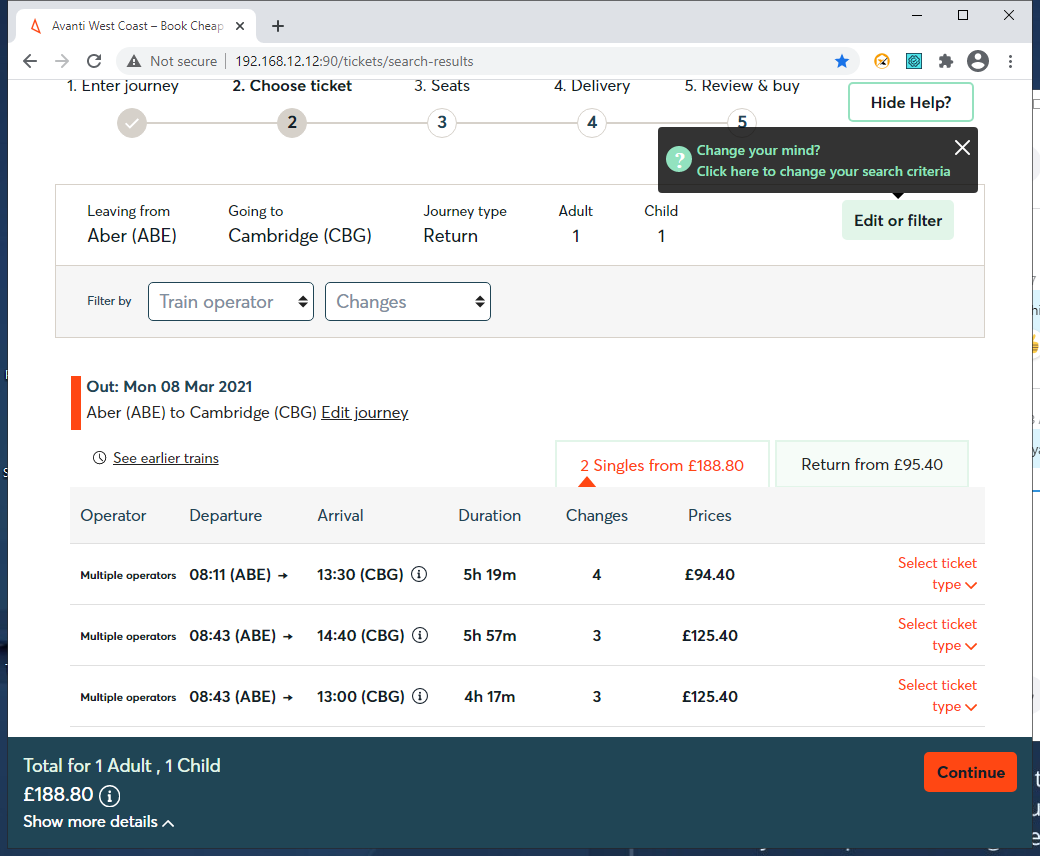 Avanti West Coast – Book Cheap
Not secure | 192.168.12.12:90/tickets/search-results
1. Enter journey 2. Choose ticket 3. Seats 4. Delivery 5. Review & buy
Hide Help?
2 3 4 5
? Change your mind?
Click here to change your search criteria
Leaving from Going to Journey type Adult Child
Aber (ABE) Cambridge (CBG) Return 1 1
Edit or filter
Filter by Train operator Changes
Out: Mon 08 Mar 2021
Aber (ABE) to Cambridge (CBG) Edit journey
See earlier trains
2 Singles from £188.80 Return from £95.40
Operator Departure Arrival Duration Changes Prices
Multiple operators 08:11 (ABE) → 13:30 (CBG) 5h 19m 4 £94.40 Select ticket
type
Multiple operators 08:43 (ABE) → 14:40 (CBG) 5h 57m 3 £125.40 Select ticket
type
Multiple operators 08:43 (ABE) → 13:00 (CBG) 4h 17m 3 £125.40 Select ticket
type
Total for 1 Adult , 1 Child
£188.80
Show more details
Continue